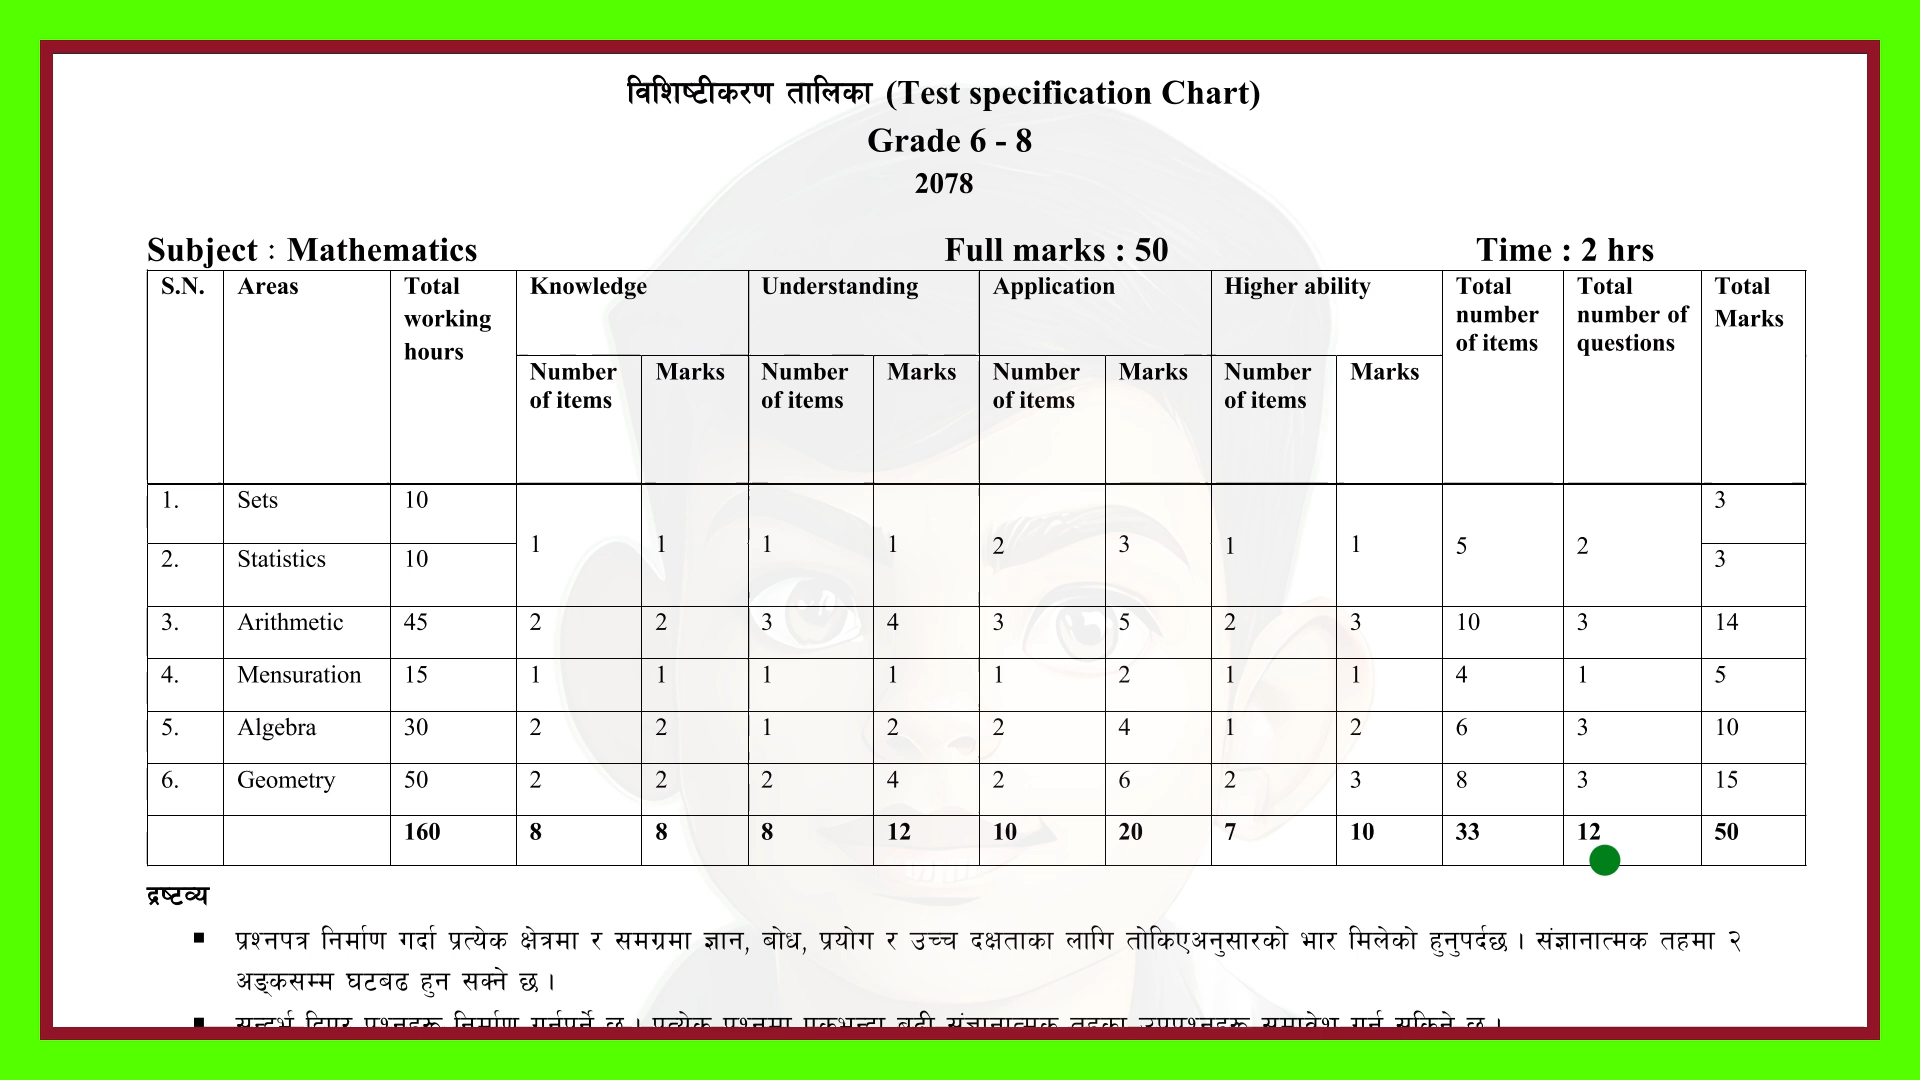 विशिष्टीकरण तालिका (Test specification Chart)
Grade 6 - 8
2078
Subject : Mathematics Full marks : 50 Time : 2 hrs
S.N. Areas Total working hours Knowledge Understanding Application Higher ability Total number of items Total number of questions Total Marks
Number of items Marks Number of items Marks Number of items Marks Number of items Marks
1. Sets 10 1 1 1 1 2 3 1 1 5 2 3
2. Statistics 10 3
3. Arithmetic 45 2 2 3 4 3 5 2 3 10 3 14
4. Mensuration 15 1 1 1 1 1 2 1 1 4 1 5
5. Algebra 30 2 2 1 2 2 4 1 2 6 3 10
6. Geometry 50 2 2 2 4 2 6 2 3 8 3 15
160 8 8 8 12 10 20 7 10 33 12 50
द्रष्टव्य
▪ प्रश्नपत्र निर्माण गर्दा प्रत्येक क्षेत्रमा र समग्रमा ज्ञान, बोध, प्रयोग र उच्च दक्षताका लागि तोकिएअनुसारको भार मिलेको हुनुपर्दछ । संज्ञानात्मक तहमा २
अङ्कसम्म घटबढ हुन सक्ने छ ।